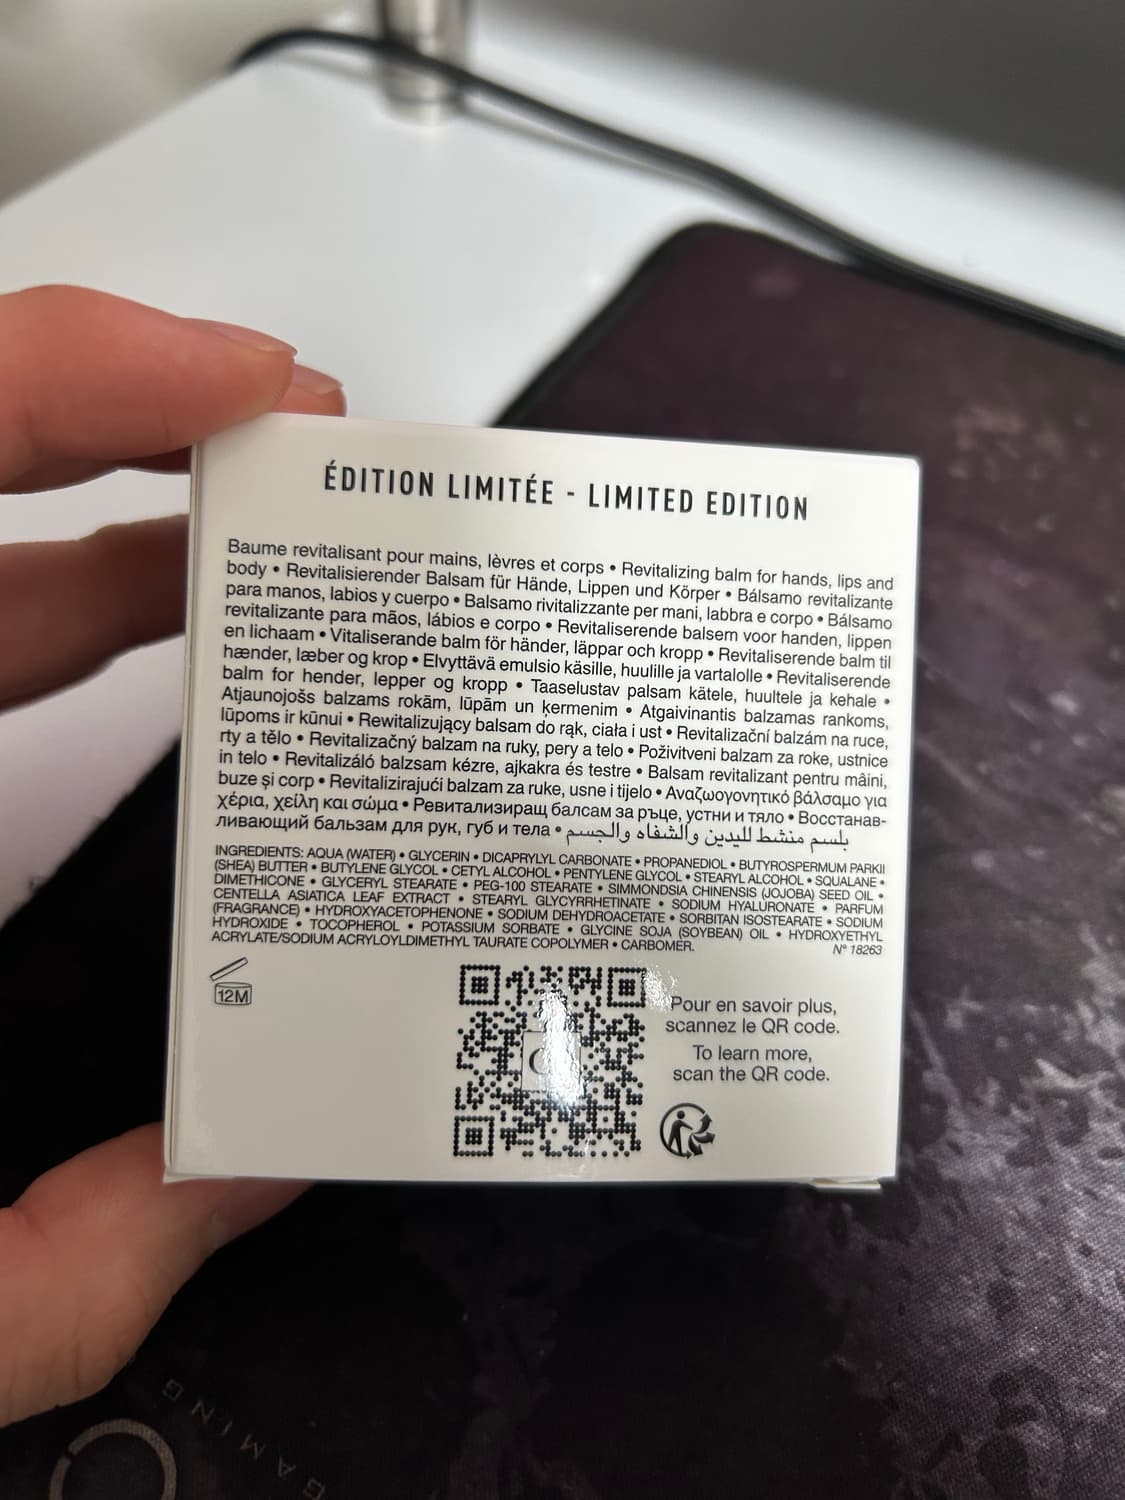 ÉDITION LIMITÉE - LIMITED EDITION
Baume revitalisant pour mains, lèvres et corps • Revitalizing balm for hands, lips and
body • Revitalisierender Balsam für Hände, Lippen und Körper • Bálsamo revitalizante
para manos, labios y cuerpo • Balsamo rivitalizzante per mani, labbra e corpo • Bálsamo
revitalizante para mãos, lábios e corpo • Revitaliserende balsem voor handen, lippen
en lichaam • Vitaliserande balm för händer, läppar och kropp • Revitaliserende balm til
hænder, læber og krop • Elvyttävä emulsio käsille, huulille ja vartalolle • Revitaliserende
balm for hender, lepper og kropp • Taaselustav palsam kätele, huultele ja kehale •
Atjaunojošs balzams rokām, lūpām un ķermenim • Atgaivinantis balzamas rankoms,
lūpoms ir kūnui • Rewitalizujący balsam do rąk, ciała i ust • Revitalizační balzám na ruce,
rty a tělo • Revitalizačný balzam na ruky, pery a telo • Poživitveni balzam za roke, ustnice
in telo • Revitalizáló balzsam kézre, ajkakra és testre • Balsam revitalizant pentru mâini,
buze și corp • Revitalizirajući balzam za ruke, usne i tijelo • Αναζωογονητικό βάλσαμο για
χέρια, χείλη και σώμα • Ревитализиращ балсам за ръце, устни и тяло • Восстанав-
ливающий бальзам для рук, губ и тела • بلسم منشط لليدين والشفاه والجسم
INGREDIENTS: AQUA (WATER) • GLYCERIN • DICAPRYLYL CARBONATE • PROPANEDIOL • BUTYROSPERMUM PARKII
(SHEA) BUTTER • BUTYLENE GLYCOL • CETYL ALCOHOL • PENTYLENE GLYCOL • STEARYL ALCOHOL • SQUALANE •
DIMETHICONE • GLYCERYL STEARATE • PEG-100 STEARATE • SIMMONDSIA CHINENSIS (JOJOBA) SEED OIL •
CENTELLA ASIATICA LEAF EXTRACT • STEARYL GLYCYRRHETINATE • SODIUM HYALURONATE • PARFUM
(FRAGRANCE) • HYDROXYACETOPHENONE • SODIUM DEHYDROACETATE • SORBITAN ISOSTEARATE • SODIUM
HYDROXIDE • TOCOPHEROL • POTASSIUM SORBATE • GLYCINE SOJA (SOYBEAN) OIL • HYDROXYETHYL
ACRYLATE/SODIUM ACRYLOYLDIMETHYL TAURATE COPOLYMER • CARBOMER. N° 18263
12M
Pour en savoir plus,
scannez le QR code.
To learn more,
scan the QR code.
GAMING